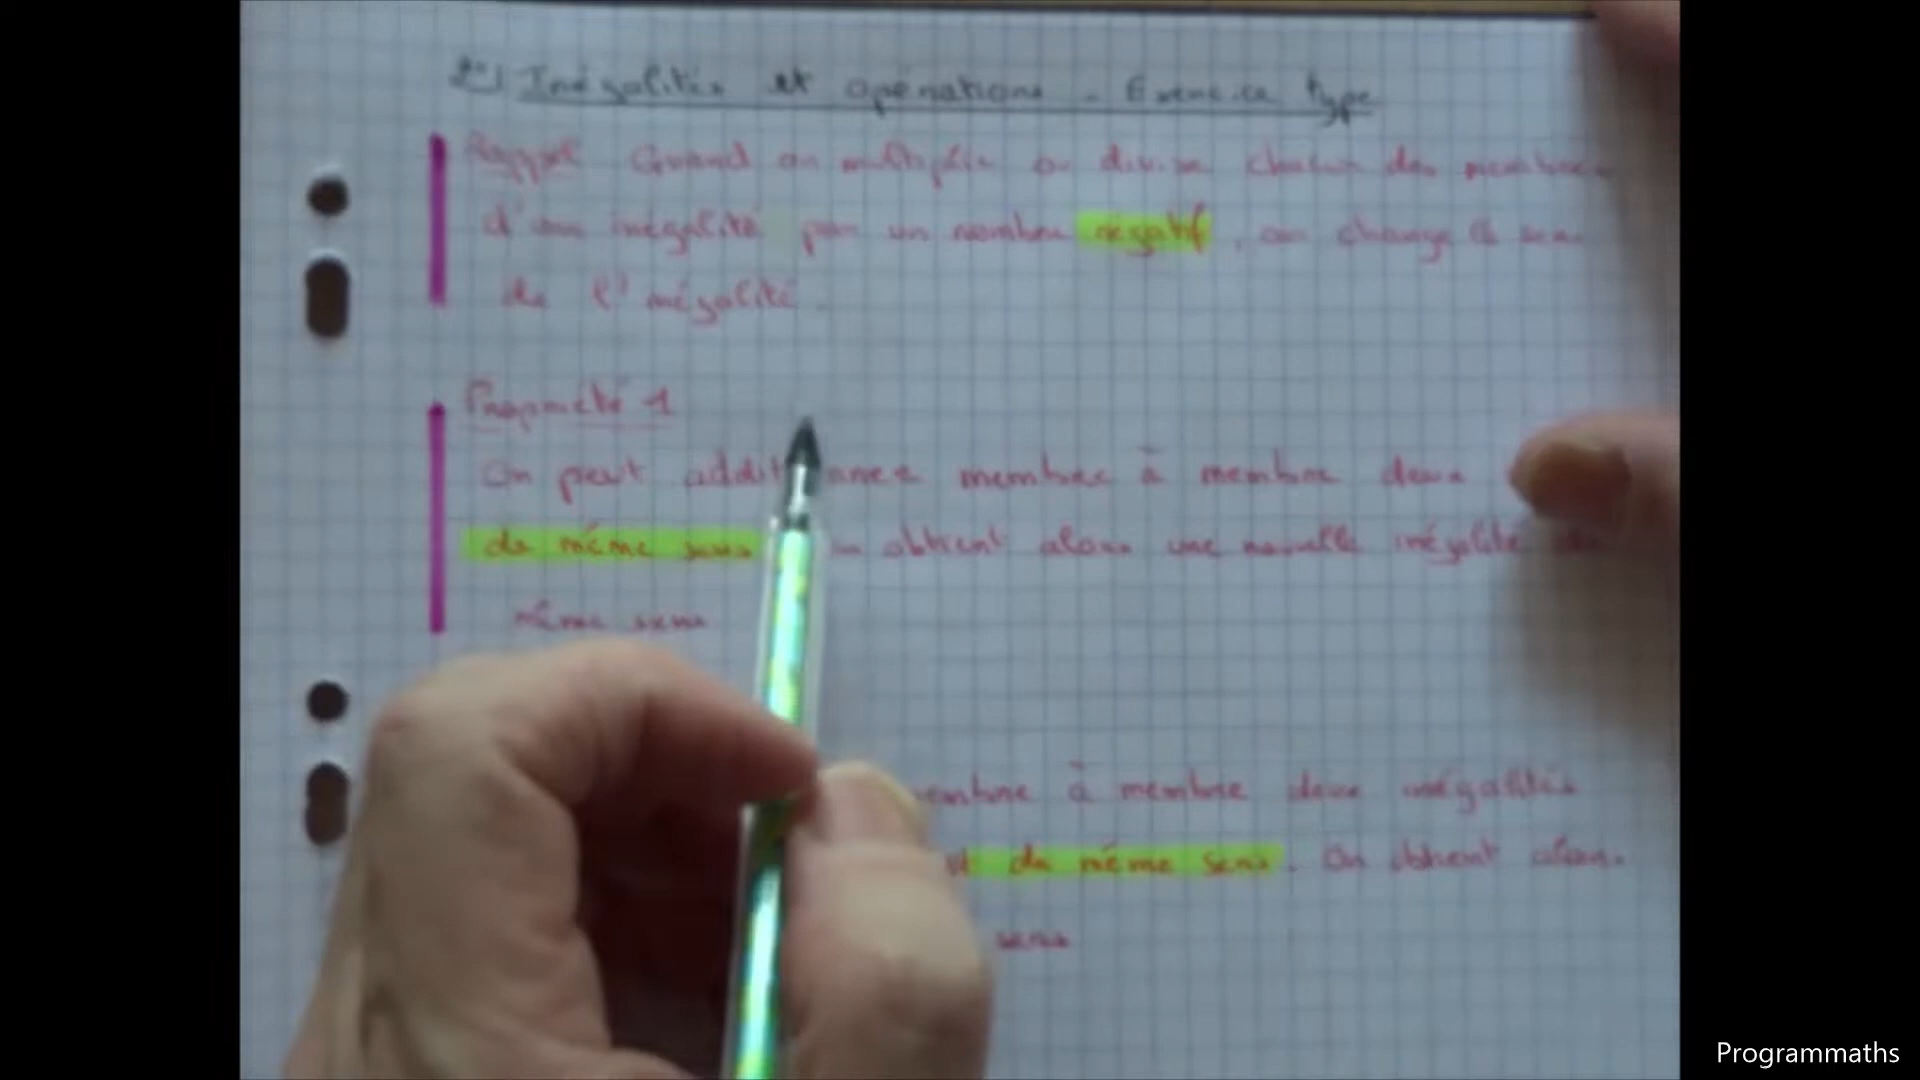 Inégalités et opérations - Exercice type
Rappel Quand on multiplie ou divise chacun des membres
d'une inégalité par un nombre négatif, on change le sens
de l'inégalité.
Propriété 1
On peut additionner membre à membre deux
de même sens on obtient alors une nouvelle inégalité de
même sens
membre à membre deux inégalités
et de même sens. On obtient alors
sens
Programmaths